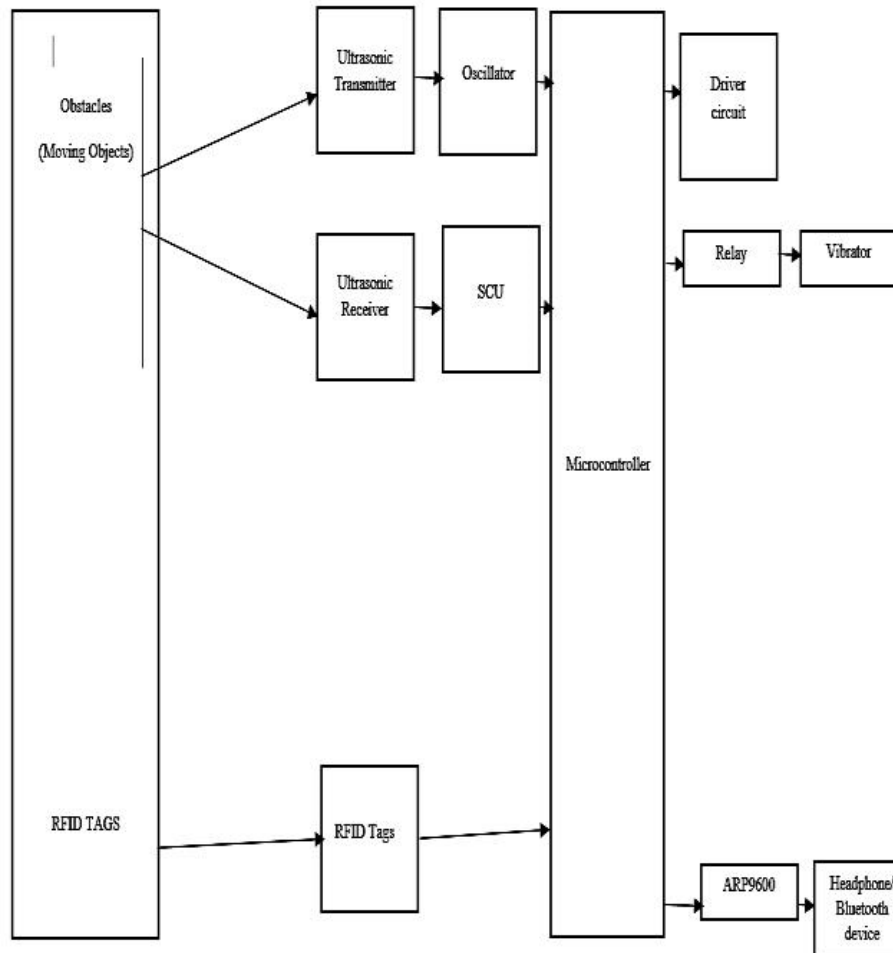 Obstacles
(Moving Objects)
RFID TAGS
Ultrasonic
Transmitter
Oscillator
Ultrasonic
Receiver
SCU
RFID Tags
Microcontroller
Driver
circuit
Relay
Vibrator
ARP9600
Headphone/
Bluetooth
device